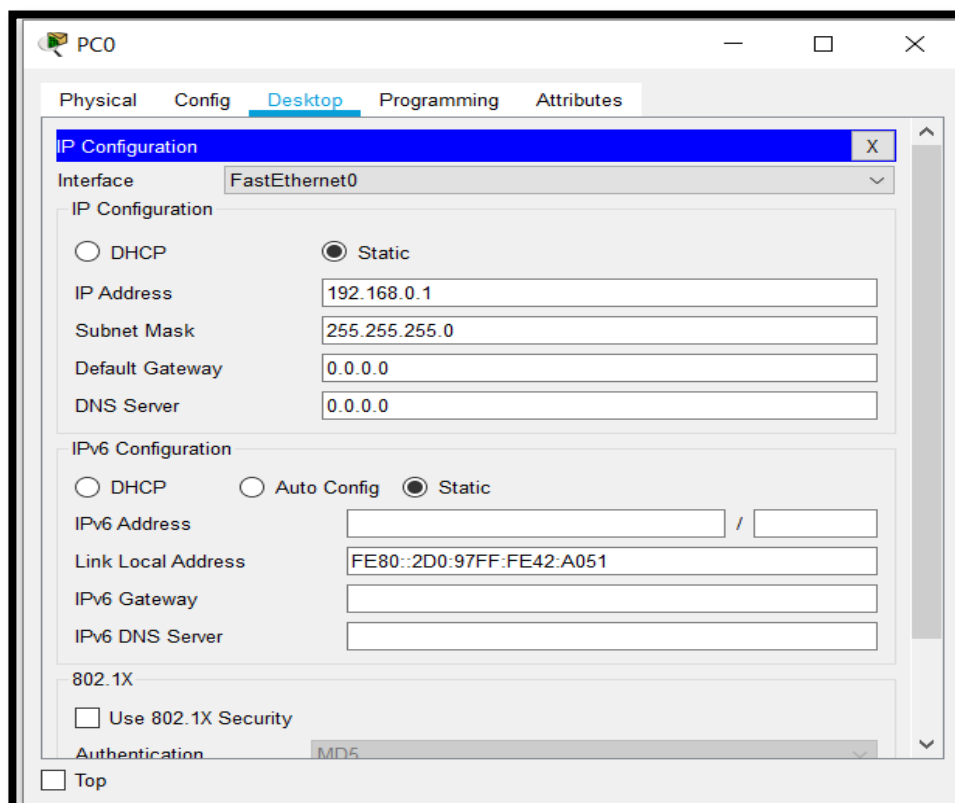 PC0
Physical Config Desktop Programming Attributes
IP Configuration X
Interface FastEthernet0
IP Configuration
DHCP Static
IP Address 192.168.0.1
Subnet Mask 255.255.255.0
Default Gateway 0.0.0.0
DNS Server 0.0.0.0
IPv6 Configuration
DHCP Auto Config Static
IPv6 Address /
Link Local Address FE80::2D0:97FF:FE42:A051
IPv6 Gateway
IPv6 DNS Server
802.1X
Use 802.1X Security
Authentication MD5
Top